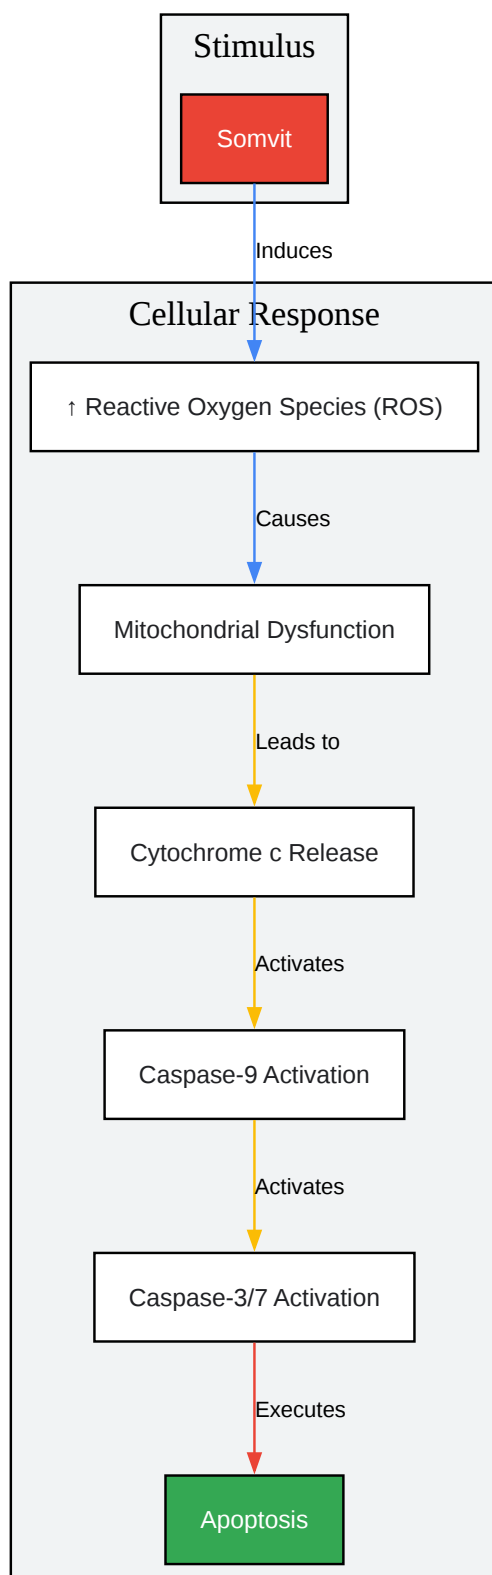 Stimulus
Somvit
Induces
Cellular Response
↑ Reactive Oxygen Species (ROS)
Causes
Mitochondrial Dysfunction
Leads to
Cytochrome c Release
Activates
Caspase-9 Activation
Activates
Caspase-3/7 Activation
Executes
Apoptosis